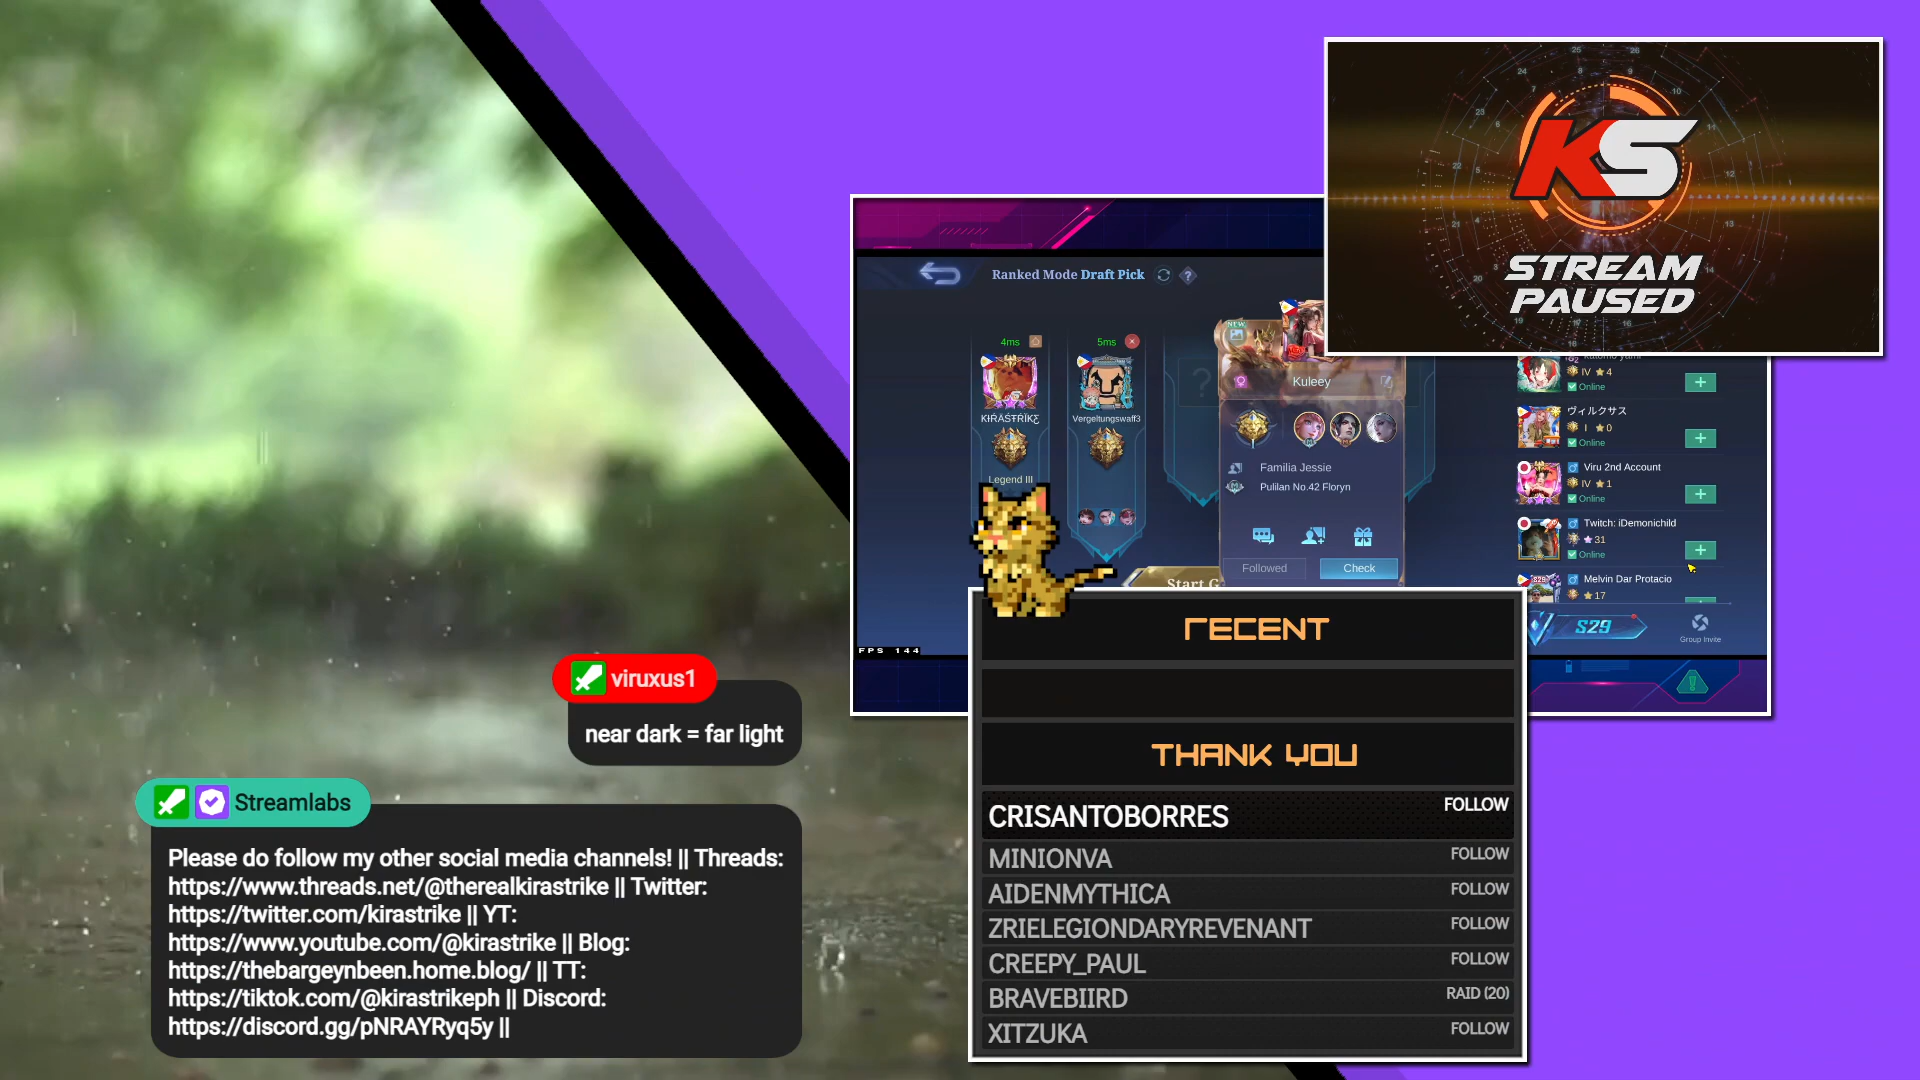 KS
STREAM
PAUSED
Ranked Mode Draft Pick
?
4ms
5ms
NEW
KIRASTRIKE
Vergeltungswaff3
Legend III
Kuleey
Familia Jessie
Pulilan No.42 Floryn
Followed
Check
Start G
IV ★4
Online
ヴィルクサス
I ★0
Online
Viru 2nd Account
IV ★1
Online
Twitch: iDemonichild
★31
Online
Melvin Dar Protacio
★17
S29
Group Invite
FPS 144
RECENT
THANK YOU
CRISANTOBORRES FOLLOW
MINIONVA FOLLOW
AIDENMYTHICA FOLLOW
ZRIELEGIONDARYREVENANT FOLLOW
CREEPY_PAUL FOLLOW
BRAVEBIIRD RAID (20)
XITZUKA FOLLOW
viruxus1
near dark = far light
Streamlabs
Please do follow my other social media channels! || Threads:
https://www.threads.net/@therealkirastrike || Twitter:
https://twitter.com/kirastrike || YT:
https://www.youtube.com/@kirastrike || Blog:
https://thebargeynbeen.home.blog/ || TT:
https://tiktok.com/@kirastrikeph || Discord:
https://discord.gg/pNRAYRyq5y ||